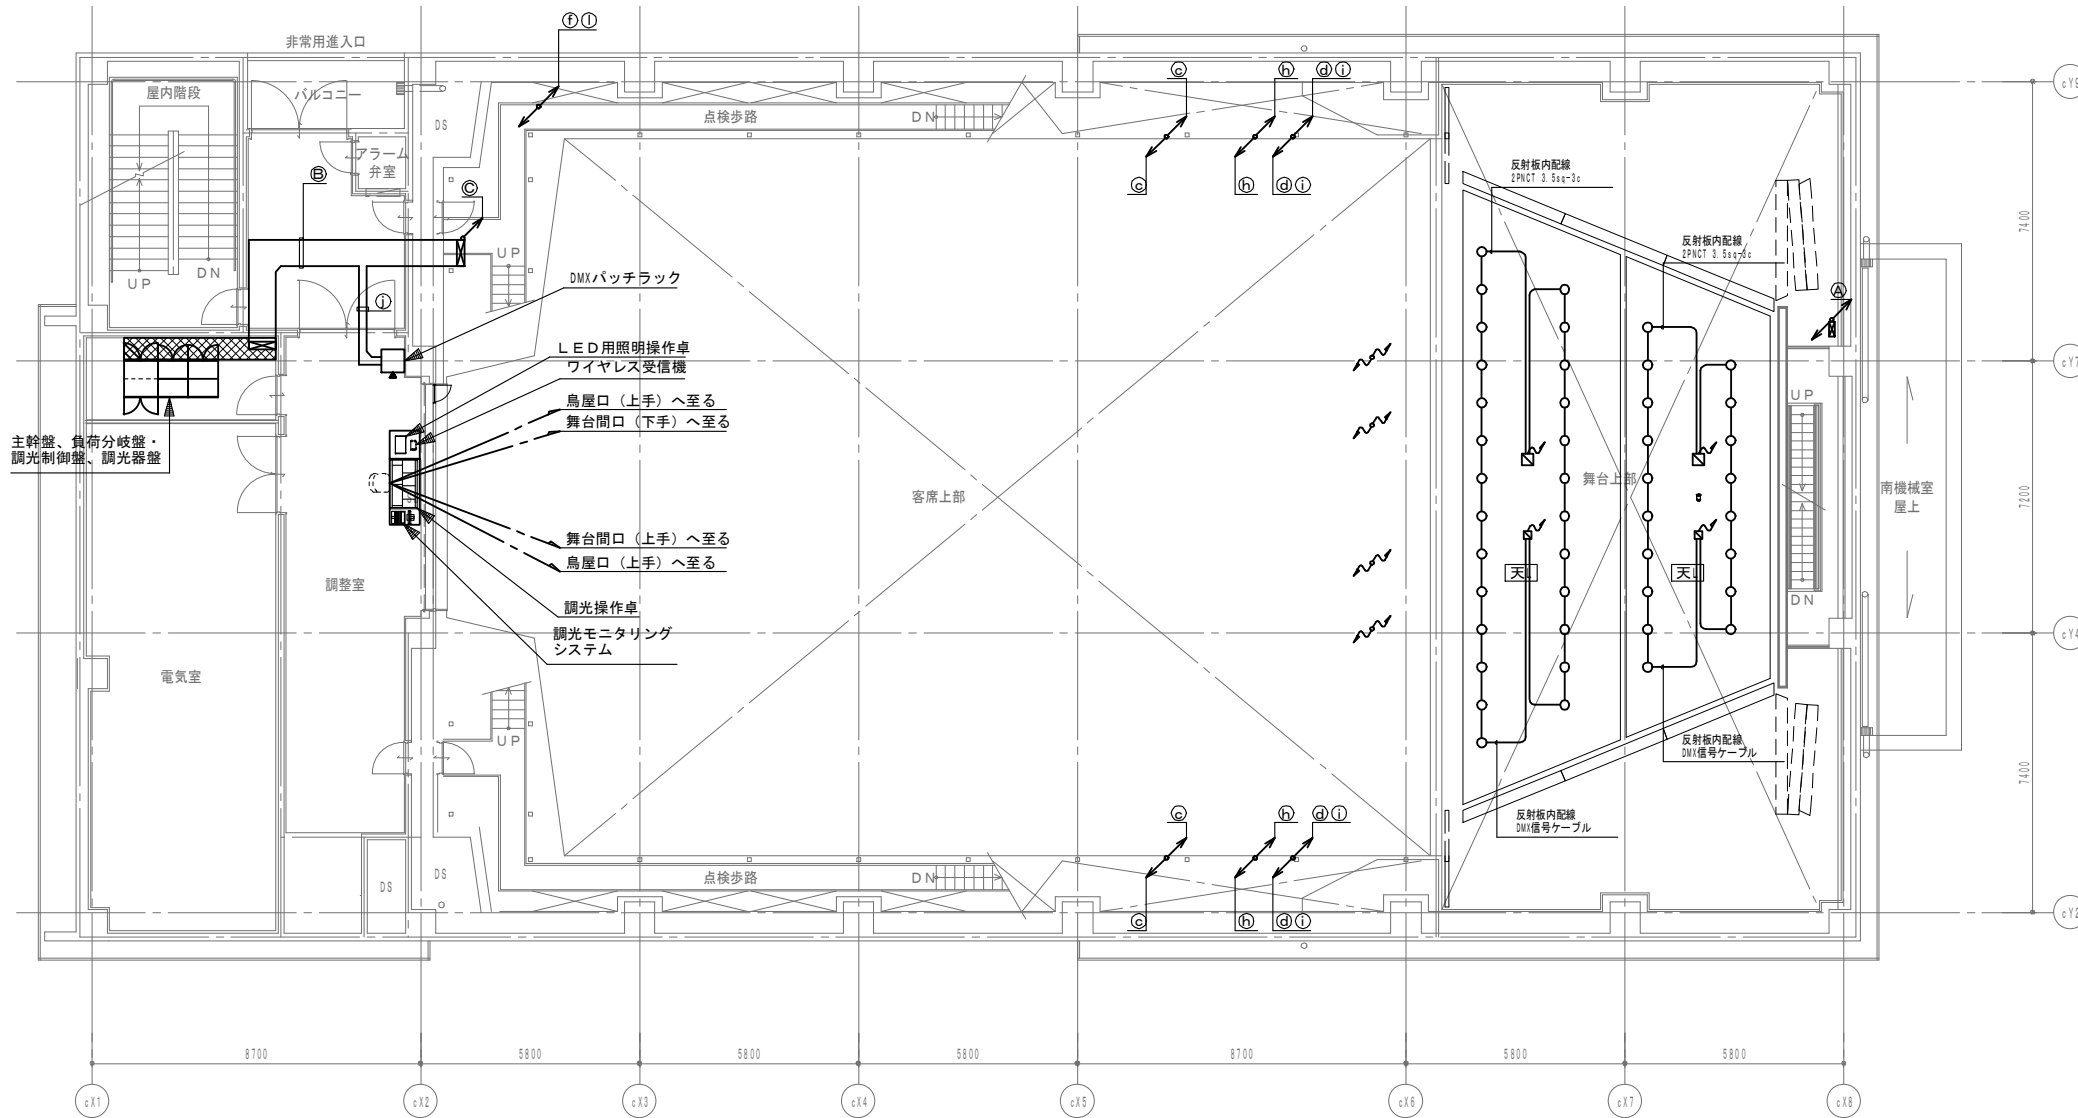 ⓕⓛ
非常用進入口
ⓒ
ⓗ
ⓓⓘ
cY9
屋内階段
バルコニー
点検歩路
DN
DS
アラーム
弁室
反射板内配線
2PNCT 3.5sq-3c
Ⓑ
Ⓒ
ⓒ
ⓗ
ⓓⓘ
7400
反射板内配線
2PNCT 3.5sq-3c
UP
DN
UP
DMXパッチラック
Ⓐ
ⓙ
LED用照明操作卓
ワイヤレス受信機
cY7
鳥屋口（上手）へ至る
舞台間口（下手）へ至る
UP
主幹盤、負荷分岐盤・
調光制御盤、調光器盤
客席上部
舞台上部
南機械室
屋上
7200
舞台間口（上手）へ至る
鳥屋口（上手）へ至る
調整室
天L
天L
DN
調光操作卓
調光モニタリング
システム
cY4
電気室
UP
反射板内配線
DMX信号ケーブル
7400
反射板内配線
DMX信号ケーブル
ⓒ
ⓗ
ⓓⓘ
DS
DS
点検歩路
DN
ⓒ
ⓗ
ⓓⓘ
cY2
8700
5800
5800
5800
8700
5800
5800
cX1
cX2
cX3
cX4
cX5
cX6
cX7
cX8